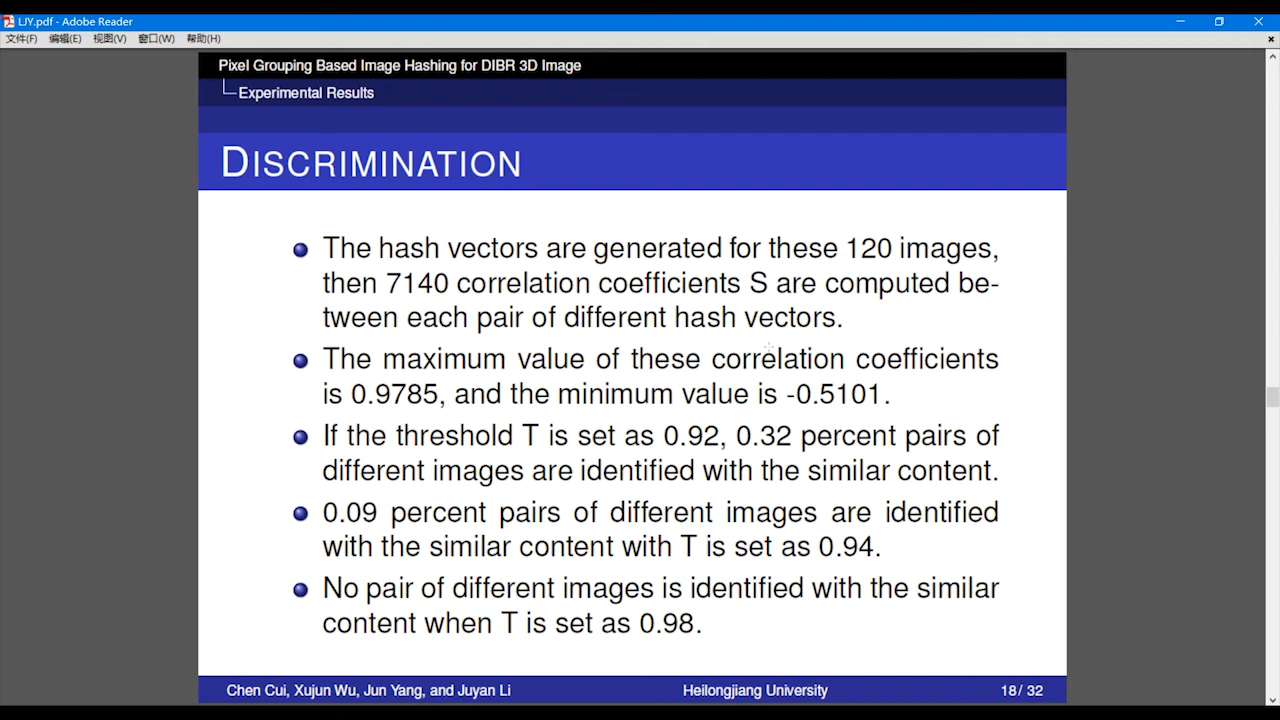 LJY.pdf - Adobe Reader
文件(F) 编辑(E) 视图(V) 窗口(W) 帮助(H)
Pixel Grouping Based Image Hashing for DIBR 3D Image
Experimental Results
DISCRIMINATION
The hash vectors are generated for these 120 images,
then 7140 correlation coefficients S are computed be-
tween each pair of different hash vectors.
The maximum value of these correlation coefficients
is 0.9785, and the minimum value is -0.5101.
If the threshold T is set as 0.92, 0.32 percent pairs of
different images are identified with the similar content.
0.09 percent pairs of different images are identified
with the similar content with T is set as 0.94.
No pair of different images is identified with the similar
content when T is set as 0.98.
Chen Cui, Xujun Wu, Jun Yang, and Juyan Li Heilongjiang University 18/ 32